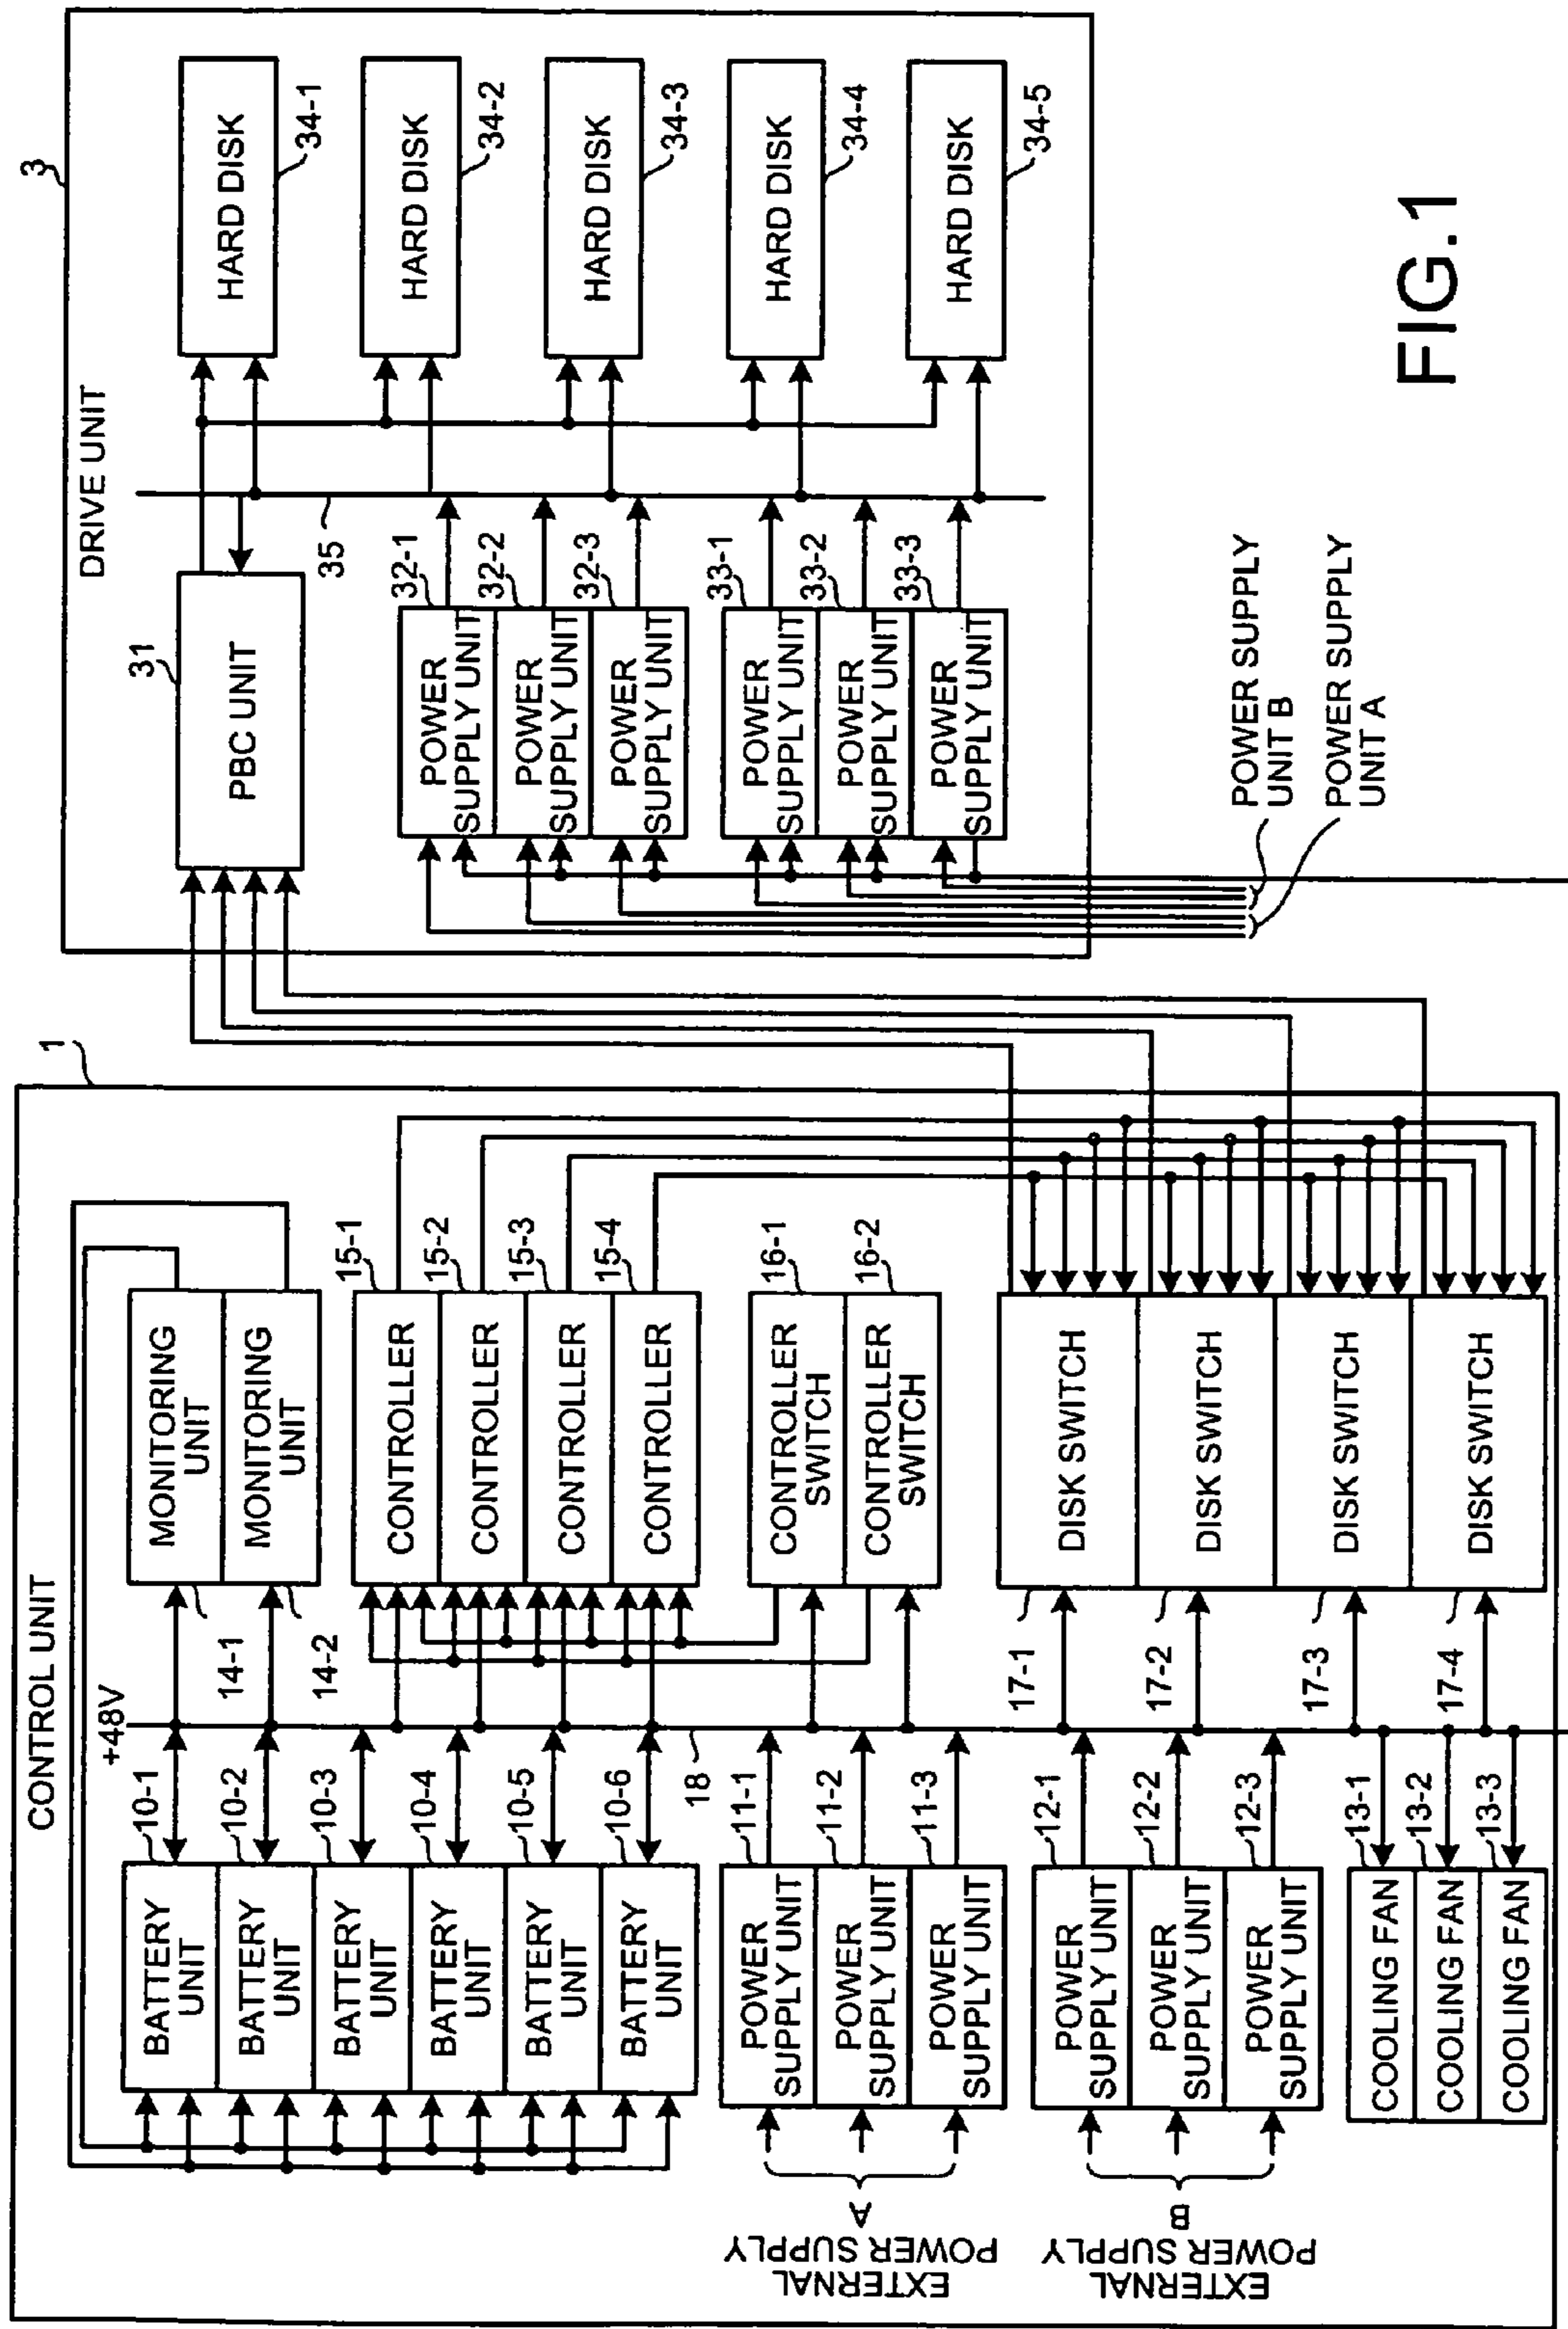 CONTROL UNIT
1
+48V
BATTERY
UNIT
10-1
BATTERY
UNIT
10-2
BATTERY
UNIT
10-3
BATTERY
UNIT
10-4
BATTERY
UNIT
10-5
BATTERY
UNIT
10-6
18
EXTERNAL
POWER SUPPLY
A
POWER
SUPPLY UNIT
11-1
POWER
SUPPLY UNIT
11-2
POWER
SUPPLY UNIT
11-3
EXTERNAL
POWER SUPPLY
B
POWER
SUPPLY UNIT
12-1
POWER
SUPPLY UNIT
12-2
POWER
SUPPLY UNIT
12-3
COOLING FAN
13-1
COOLING FAN
13-2
COOLING FAN
13-3
MONITORING
UNIT
14-1
MONITORING
UNIT
14-2
CONTROLLER
15-1
CONTROLLER
15-2
CONTROLLER
15-3
CONTROLLER
15-4
CONTROLLER
SWITCH
16-1
CONTROLLER
SWITCH
16-2
DISK SWITCH
17-1
DISK SWITCH
17-2
DISK SWITCH
17-3
DISK SWITCH
17-4
DRIVE UNIT
3
PBC UNIT
31
35
POWER
SUPPLY UNIT
32-1
POWER
SUPPLY UNIT
32-2
POWER
SUPPLY UNIT
32-3
POWER
SUPPLY UNIT
33-1
POWER
SUPPLY UNIT
33-2
POWER
SUPPLY UNIT
33-3
HARD DISK
34-1
HARD DISK
34-2
HARD DISK
34-3
HARD DISK
34-4
HARD DISK
34-5
POWER SUPPLY
UNIT B
POWER SUPPLY
UNIT A
FIG.1